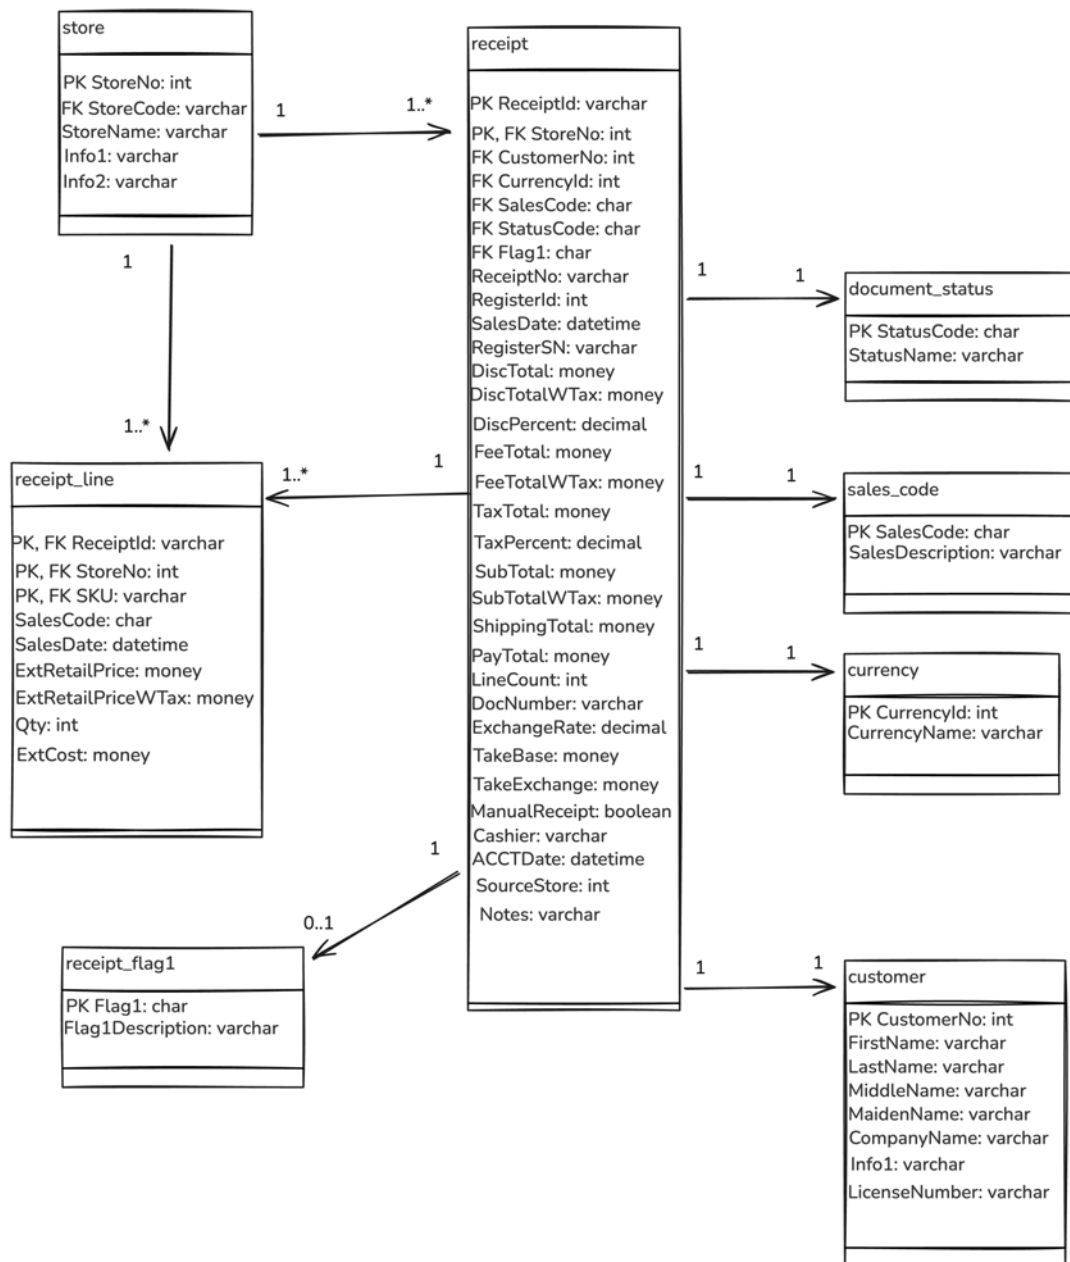 store
PK StoreNo: int
FK StoreCode: varchar
StoreName: varchar
Info1: varchar
Info2: varchar
1
1..*
1
1..*
receipt
PK ReceiptId: varchar
PK, FK StoreNo: int
FK CustomerNo: int
FK CurrencyId: int
FK SalesCode: char
FK StatusCode: char
FK Flag1: char
ReceiptNo: varchar
RegisterId: int
SalesDate: datetime
RegisterSN: varchar
DiscTotal: money
DiscTotalWTax: money
DiscPercent: decimal
FeeTotal: money
FeeTotalWTax: money
TaxTotal: money
TaxPercent: decimal
SubTotal: money
SubTotalWTax: money
ShippingTotal: money
PayTotal: money
LineCount: int
DocNumber: varchar
ExchangeRate: decimal
TakeBase: money
TakeExchange: money
ManualReceipt: boolean
Cashier: varchar
ACCTDate: datetime
SourceStore: int
Notes: varchar
1
1
document_status
PK StatusCode: char
StatusName: varchar
receipt_line
PK, FK ReceiptId: varchar
PK, FK StoreNo: int
PK, FK SKU: varchar
SalesCode: char
SalesDate: datetime
ExtRetailPrice: money
ExtRetailPriceWTax: money
Qty: int
ExtCost: money
1..*
1
1
1
sales_code
PK SalesCode: char
SalesDescription: varchar
1
1
currency
PK CurrencyId: int
CurrencyName: varchar
1
0..1
receipt_flag1
PK Flag1: char
Flag1Description: varchar
1
1
customer
PK CustomerNo: int
FirstName: varchar
LastName: varchar
MiddleName: varchar
MaidenName: varchar
CompanyName: varchar
Info1: varchar
LicenseNumber: varchar